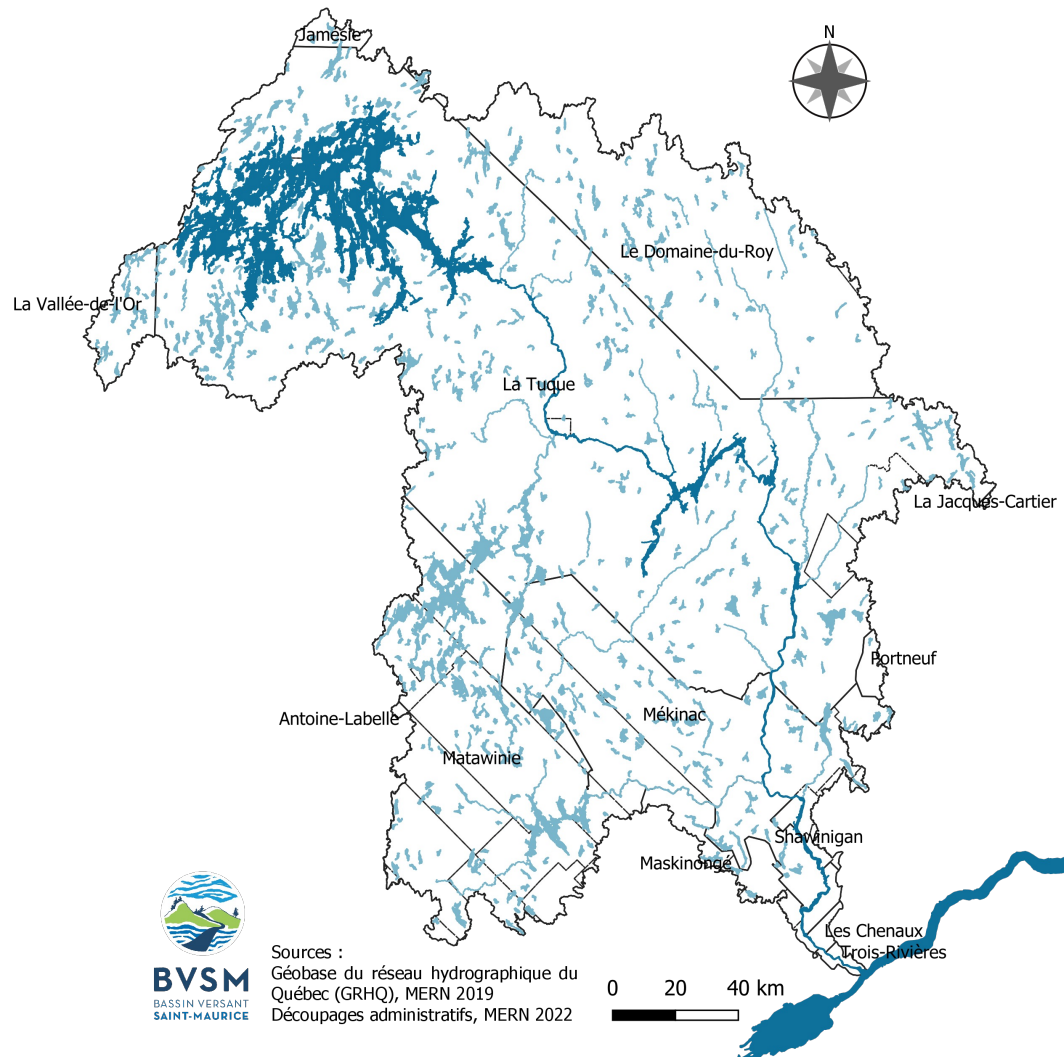 Jamésie
N
Le Domaine-du-Roy
La Vallée-de-l'Or
La Tuque
La Jacques-Cartier
Portneuf
Antoine-Labelle
Mékinac
Matawinie
Shawinigan
Maskinongé
Les Chenaux
Trois-Rivières
BVSM
BASSIN VERSANT
SAINT-MAURICE
Sources :
Géobase du réseau hydrographique du
Québec (GRHQ), MERN 2019
Découpages administratifs, MERN 2022
0 20 40 km